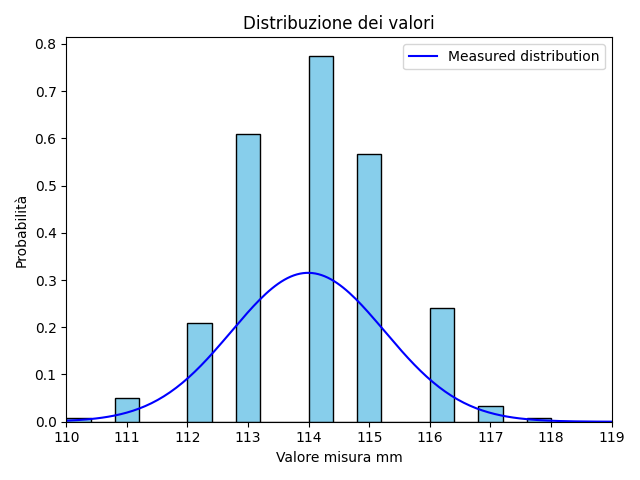 Distribuzione dei valori
Measured distribution
Probabilità
0.8
0.7
0.6
0.5
0.4
0.3
0.2
0.1
0.0
110 111 112 113 114 115 116 117 118 119
Valore misura mm